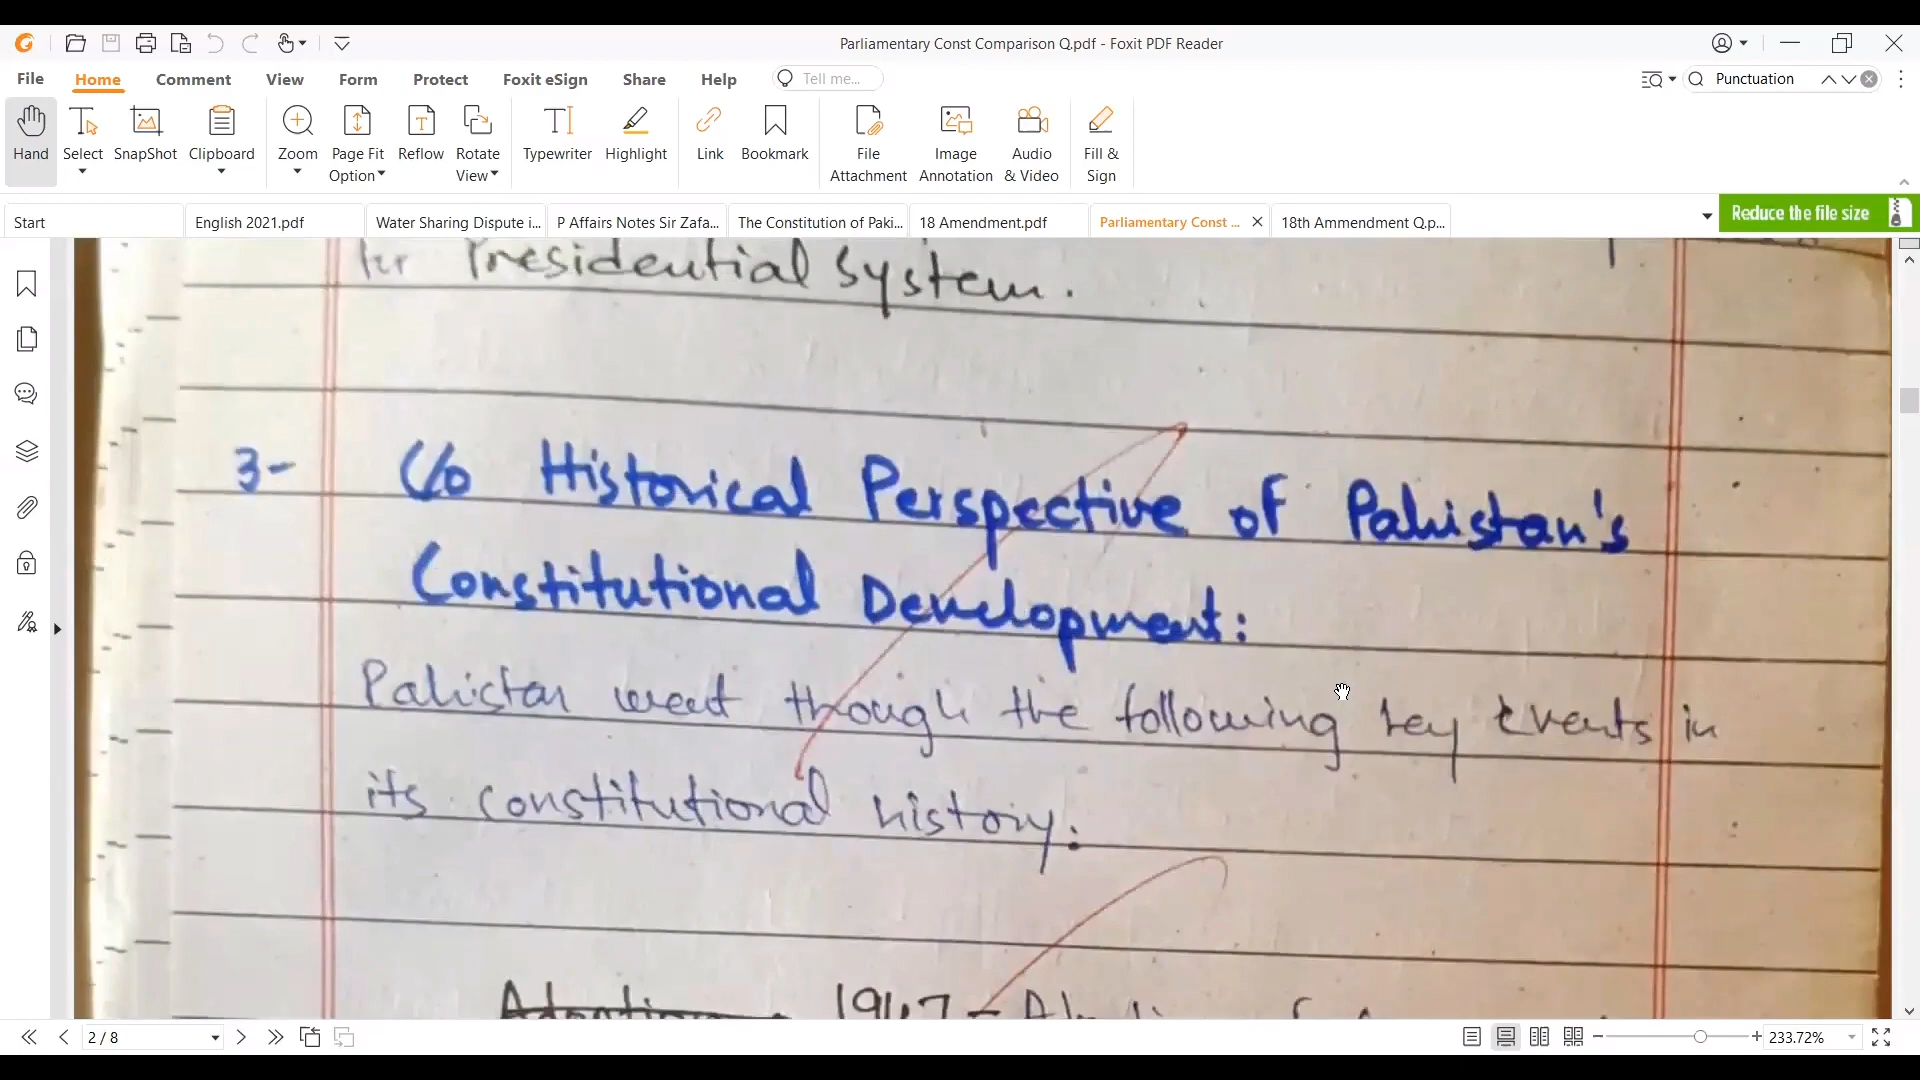 Parliamentary Const Comparison Q.pdf - Foxit PDF Reader
File Home Comment View Form Protect Foxit eSign Share Help Tell me... Punctuation
Hand Select SnapShot Clipboard Zoom Page Fit Option Reflow Rotate View Typewriter Highlight Link Bookmark File Attachment Image Annotation Audio & Video Fill & Sign
Start English 2021.pdf Water Sharing Dispute i... P Affairs Notes Sir Zafa... The Constitution of Paki... 18 Amendment.pdf Parliamentary Const ... 18th Ammendment Q.p... Reduce the file size
for Presidential System.
3- C/o Historical Perspective of Pakistan's
Constitutional Development:
Pakistan went through the following key events in
its constitutional history:
1947 -
2 / 8 233.72%